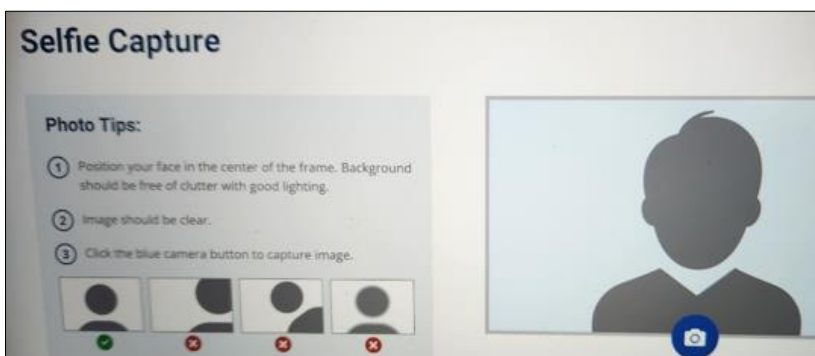 Selfie Capture
Photo Tips:
1 Position your face in the center of the frame. Background
should be free of clutter with good lighting.
2 Image should be clear.
3 Click the blue camera button to capture image.